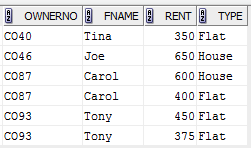 OWNERNO FNAME RENT TYPE
CO40 Tina 350 Flat
CO46 Joe 650 House
CO87 Carol 600 House
CO87 Carol 400 Flat
CO93 Tony 450 Flat
CO93 Tony 375 Flat